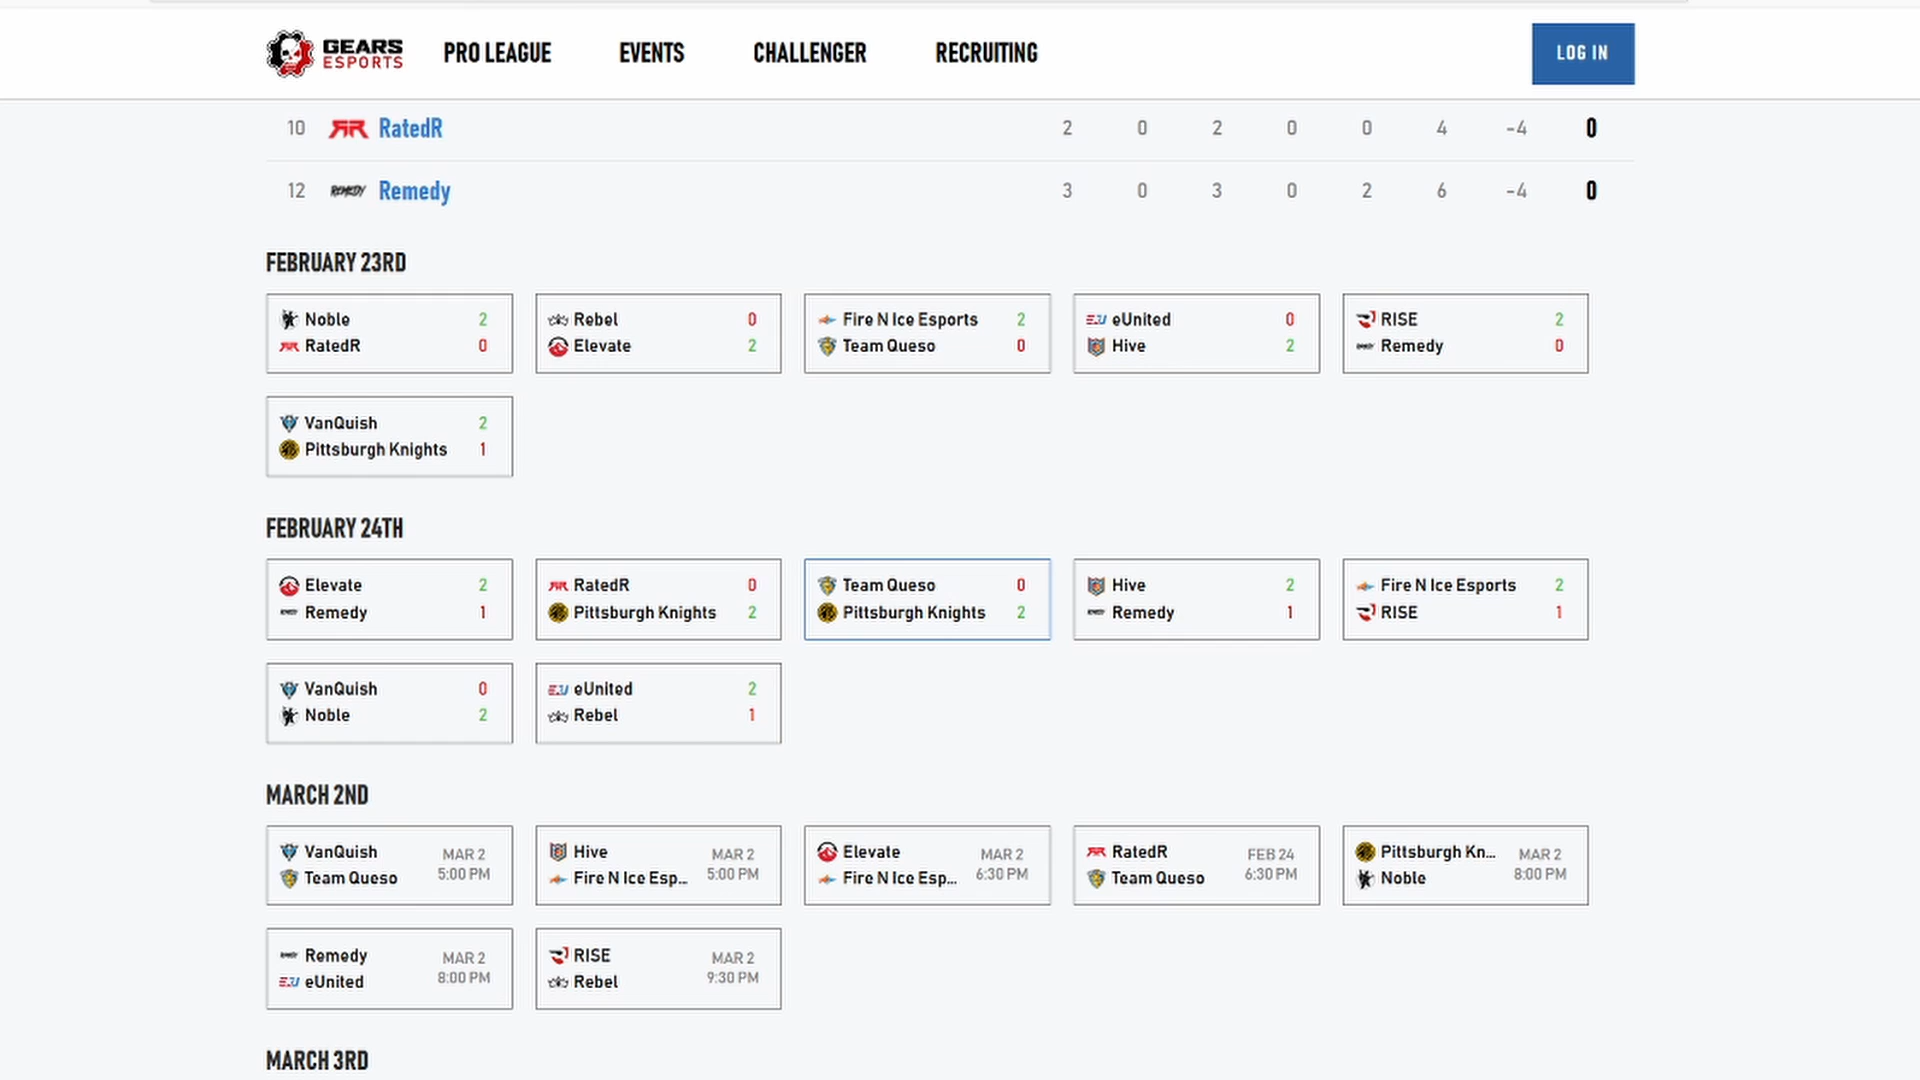 GEARS ESPORTS PRO LEAGUE EVENTS CHALLENGER RECRUITING LOG IN
10 RatedR 2 0 2 0 0 4 -4 0
12 REMEDY Remedy 3 0 3 0 2 6 -4 0
FEBRUARY 23RD
Noble 2
RatedR 0
Rebel 0
Elevate 2
Fire N Ice Esports 2
Team Queso 0
eUnited 0
Hive 2
RISE 2
Remedy 0
VanQuish 2
Pittsburgh Knights 1
FEBRUARY 24TH
Elevate 2
Remedy 1
RatedR 0
Pittsburgh Knights 2
Team Queso 0
Pittsburgh Knights 2
Hive 2
Remedy 1
Fire N Ice Esports 2
RISE 1
VanQuish 0
Noble 2
eUnited 2
Rebel 1
MARCH 2ND
VanQuish MAR 2
Team Queso 5:00 PM
Hive MAR 2
Fire N Ice Esp... 5:00 PM
Elevate MAR 2
Fire N Ice Esp... 6:30 PM
RatedR FEB 24
Team Queso 6:30 PM
Pittsburgh Kn... MAR 2
Noble 8:00 PM
Remedy MAR 2
eUnited 8:00 PM
RISE MAR 2
Rebel 9:30 PM
MARCH 3RD